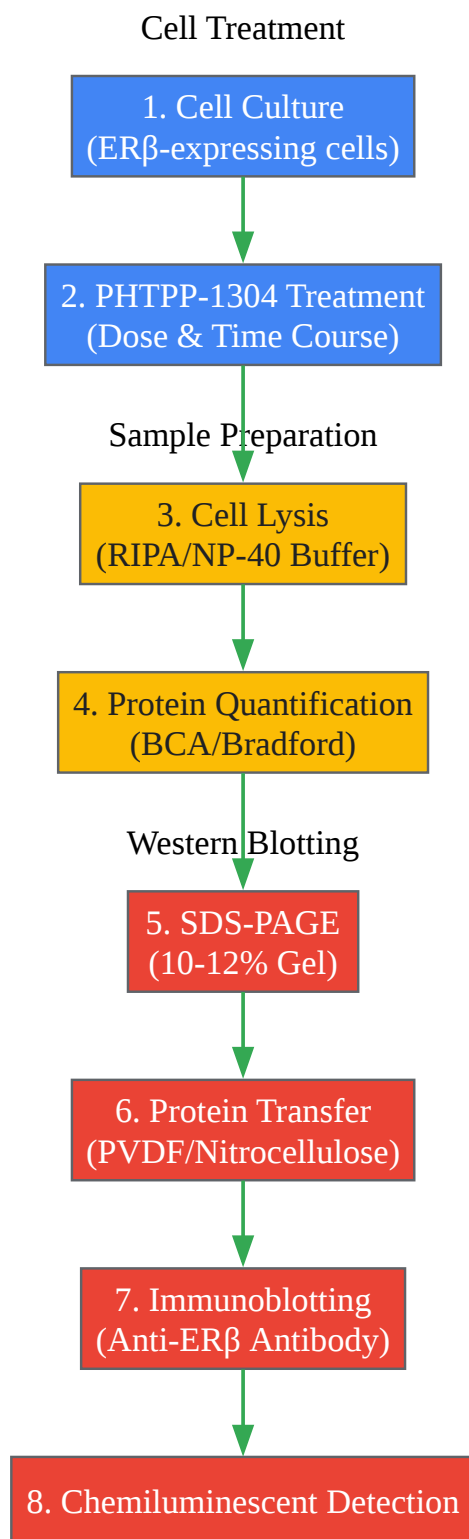 Cell Treatment
1. Cell Culture
(ERβ-expressing cells)
2. PHTPP-1304 Treatment
(Dose & Time Course)
Sample Preparation
3. Cell Lysis
(RIPA/NP-40 Buffer)
4. Protein Quantification
(BCA/Bradford)
Western Blotting
5. SDS-PAGE
(10-12% Gel)
6. Protein Transfer
(PVDF/Nitrocellulose)
7. Immunoblotting
(Anti-ERβ Antibody)
8. Chemiluminescent Detection